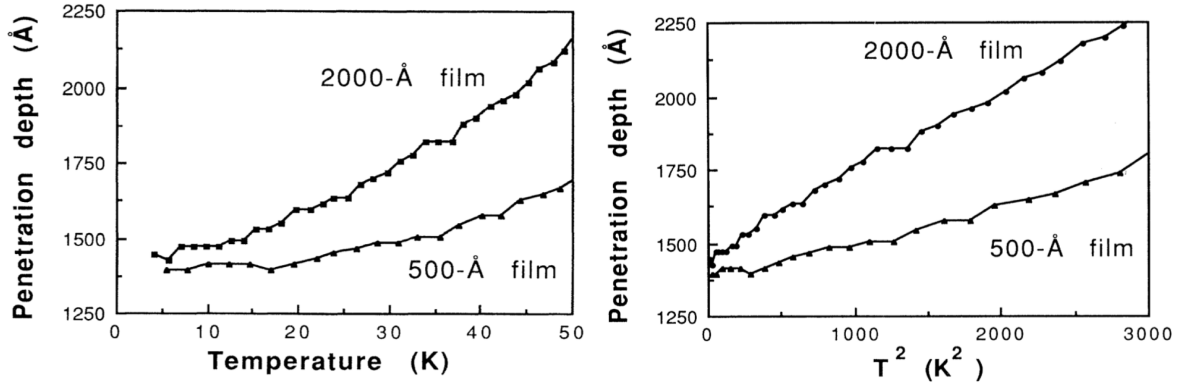 Penetration depth (Å)
2250
2000
1750
1500
1250
2000-Å film
500-Å film
0
10
20
30
40
50
Temperature (K)
Penetration depth (Å)
2250
2000
1750
1500
1250
2000-Å film
500-Å film
0
1000
2000
3000
T² (K²)